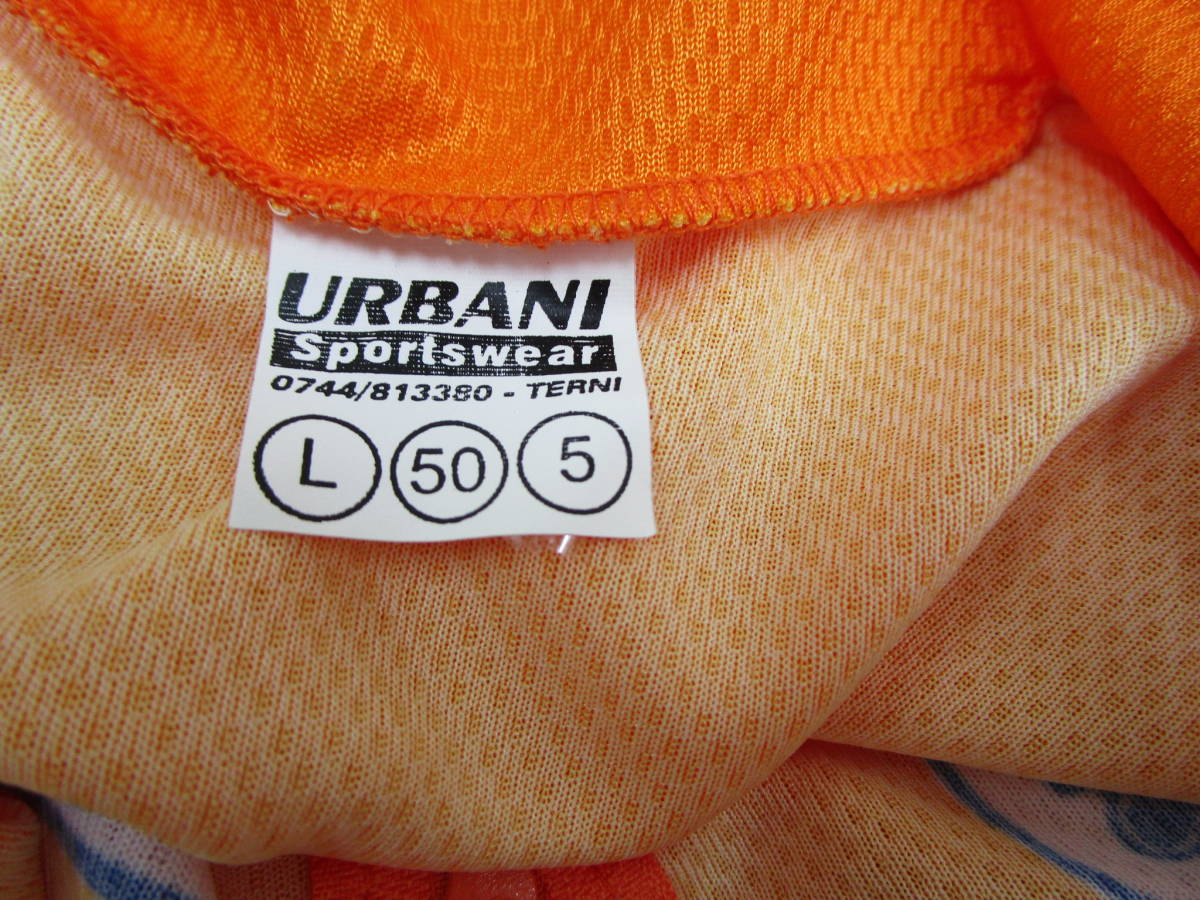 URBANI
Sportswear
0744/813380 - TERNI
L 50 5